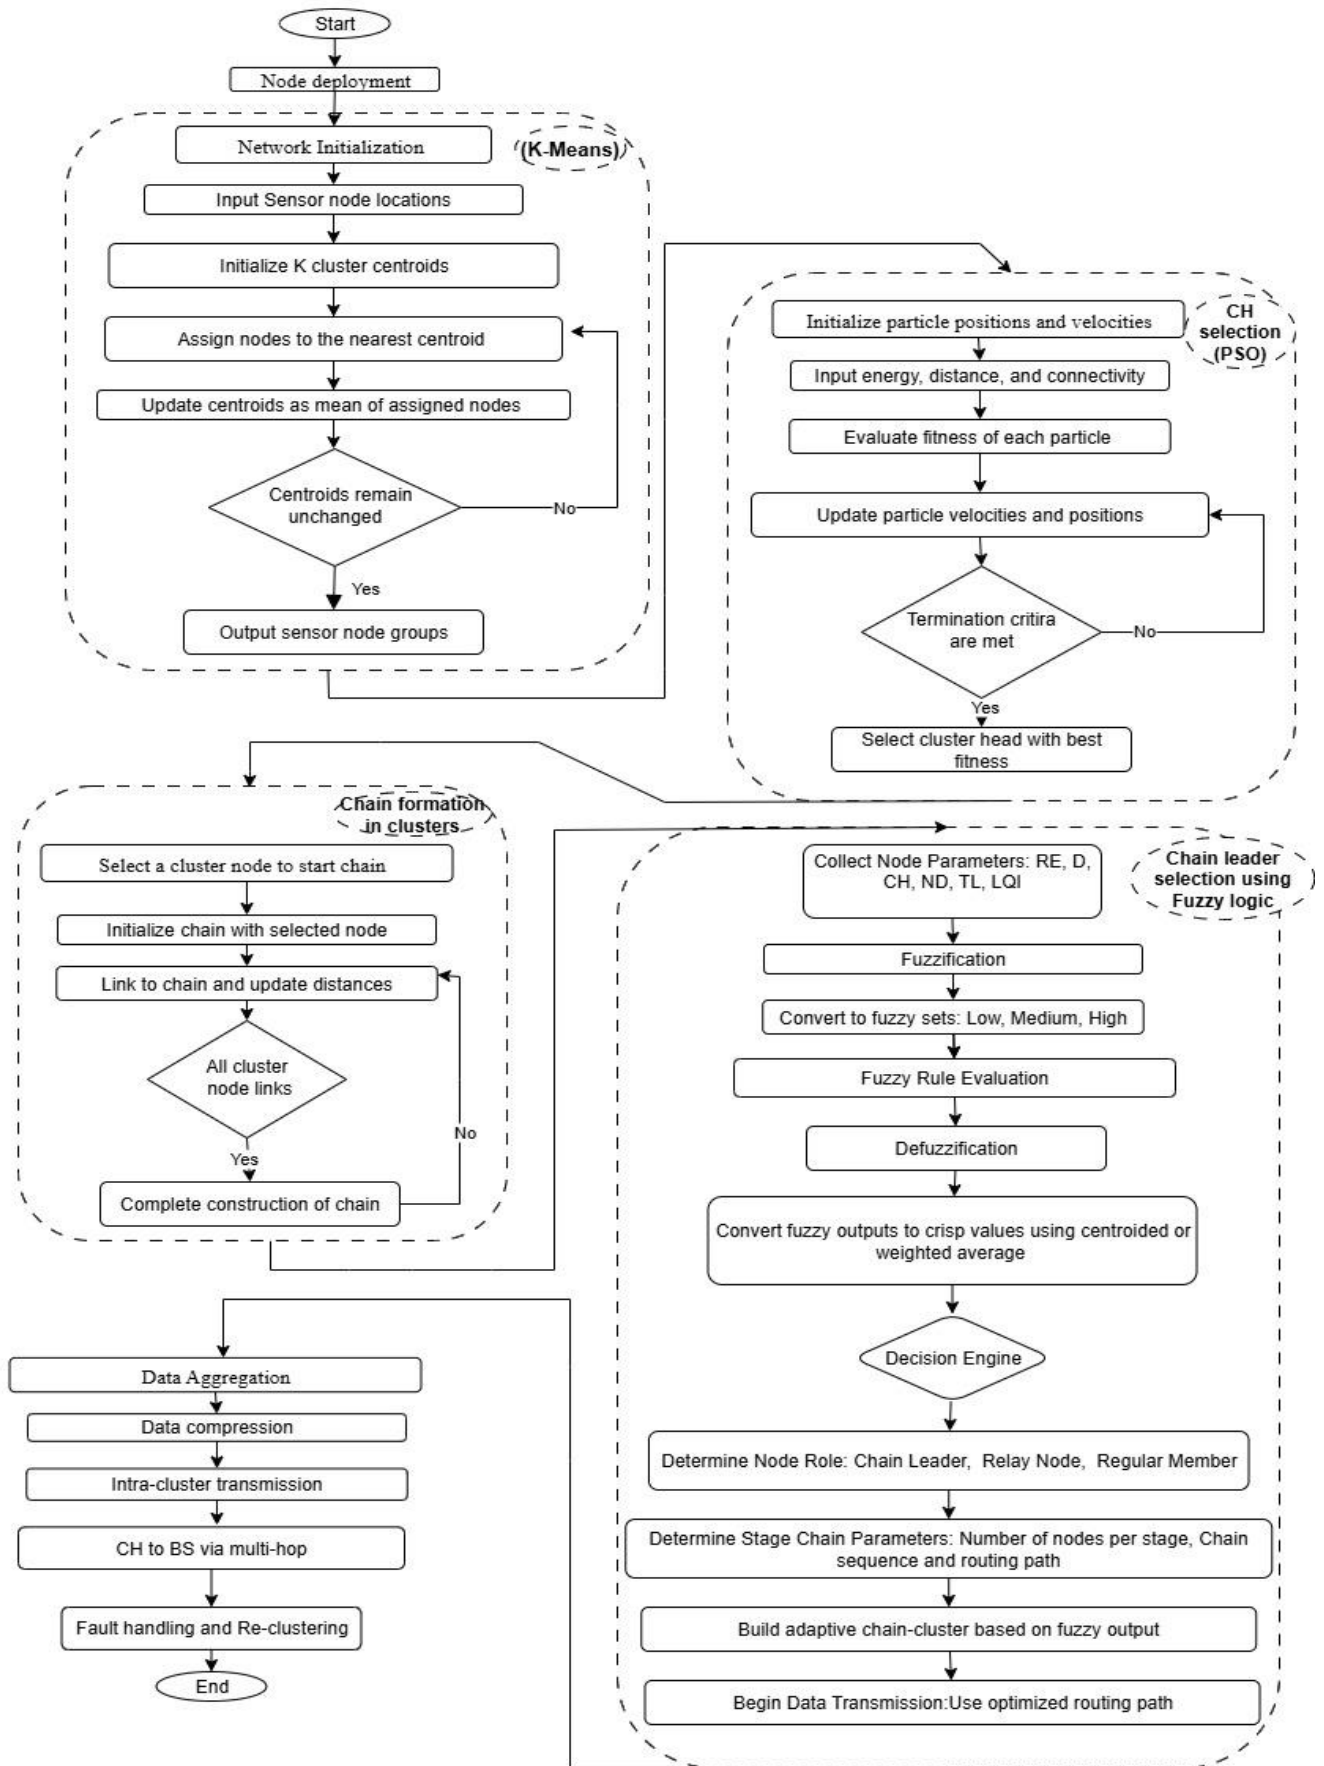 Start
Node deployment
Network Initialization
(K-Means)
Input Sensor node locations
Initialize K cluster centroids
Assign nodes to the nearest centroid
Update centroids as mean of assigned nodes
Centroids remain
unchanged
No
Yes
Output sensor node groups
CH
selection
(PSO)
Initialize particle positions and velocities
Input energy, distance, and connectivity
Evaluate fitness of each particle
Update particle velocities and positions
Termination critira
are met
No
Yes
Select cluster head with best
fitness
Chain formation
in clusters
Select a cluster node to start chain
Initialize chain with selected node
Link to chain and update distances
All cluster
node links
No
Yes
Complete construction of chain
Chain leader
selection using
Fuzzy logic
Collect Node Parameters: RE, D,
CH, ND, TL, LQI
Fuzzification
Convert to fuzzy sets: Low, Medium, High
Fuzzy Rule Evaluation
Defuzzification
Convert fuzzy outputs to crisp values using centroided or
weighted average
Decision Engine
Determine Node Role: Chain Leader, Relay Node, Regular Member
Determine Stage Chain Parameters: Number of nodes per stage, Chain
sequence and routing path
Build adaptive chain-cluster based on fuzzy output
Begin Data Transmission:Use optimized routing path
Data Aggregation
Data compression
Intra-cluster transmission
CH to BS via multi-hop
Fault handling and Re-clustering
End